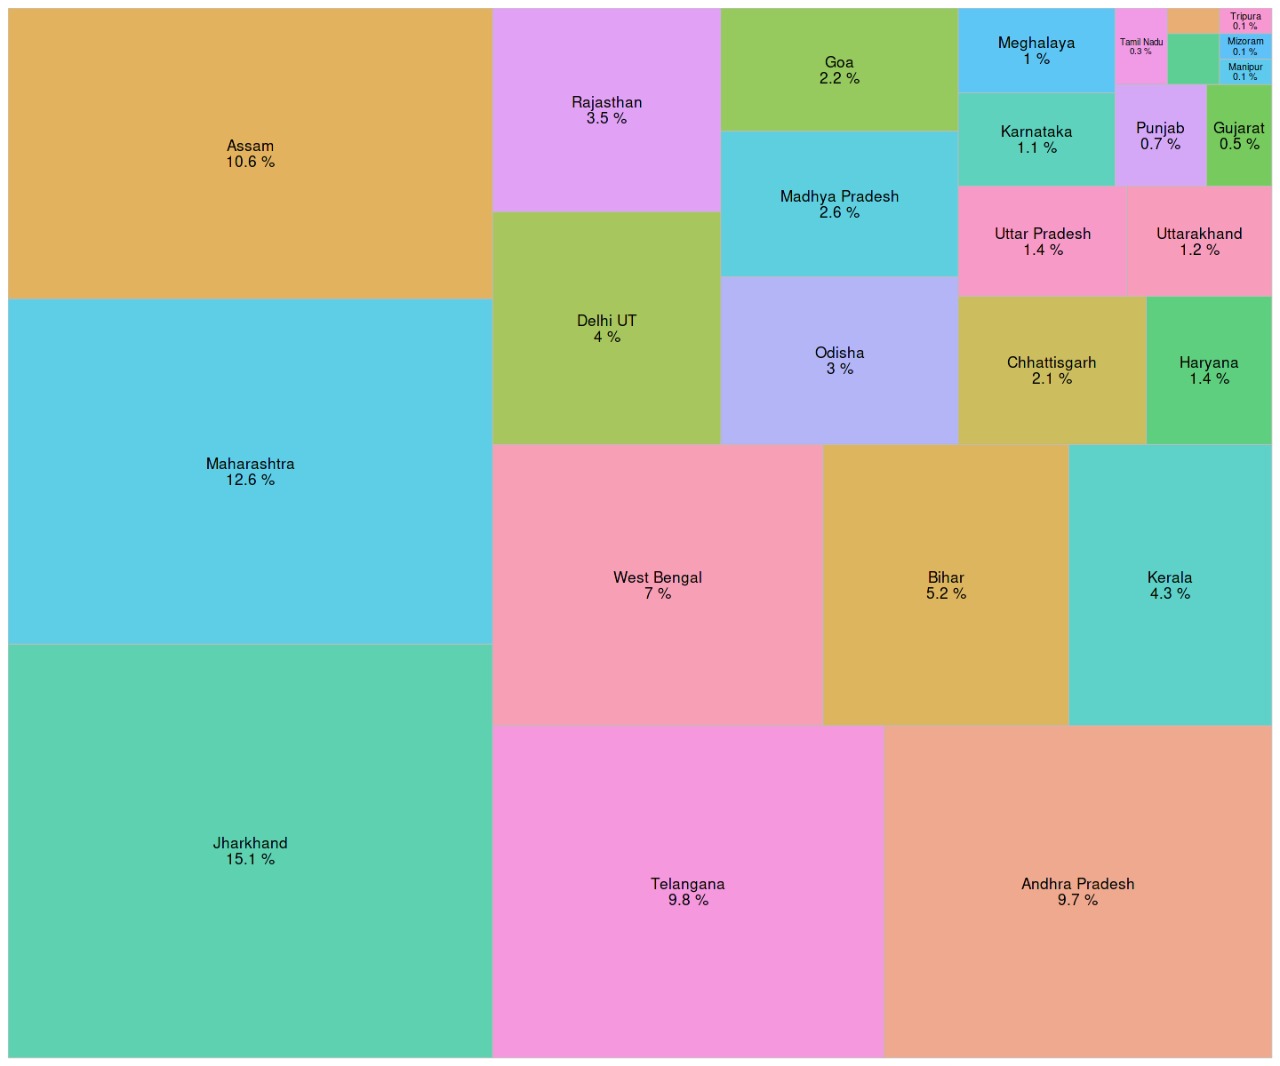 Assam
10.6 %
Maharashtra
12.6 %
Jharkhand
15.1 %
Rajasthan
3.5 %
Delhi UT
4 %
Goa
2.2 %
Madhya Pradesh
2.6 %
Odisha
3 %
Meghalaya
1 %
Karnataka
1.1 %
Tamil Nadu
0.3 %
Tripura
0.1 %
Mizoram
0.1 %
Manipur
0.1 %
Punjab
0.7 %
Gujarat
0.5 %
Uttar Pradesh
1.4 %
Uttarakhand
1.2 %
Chhattisgarh
2.1 %
Haryana
1.4 %
West Bengal
7 %
Bihar
5.2 %
Kerala
4.3 %
Telangana
9.8 %
Andhra Pradesh
9.7 %